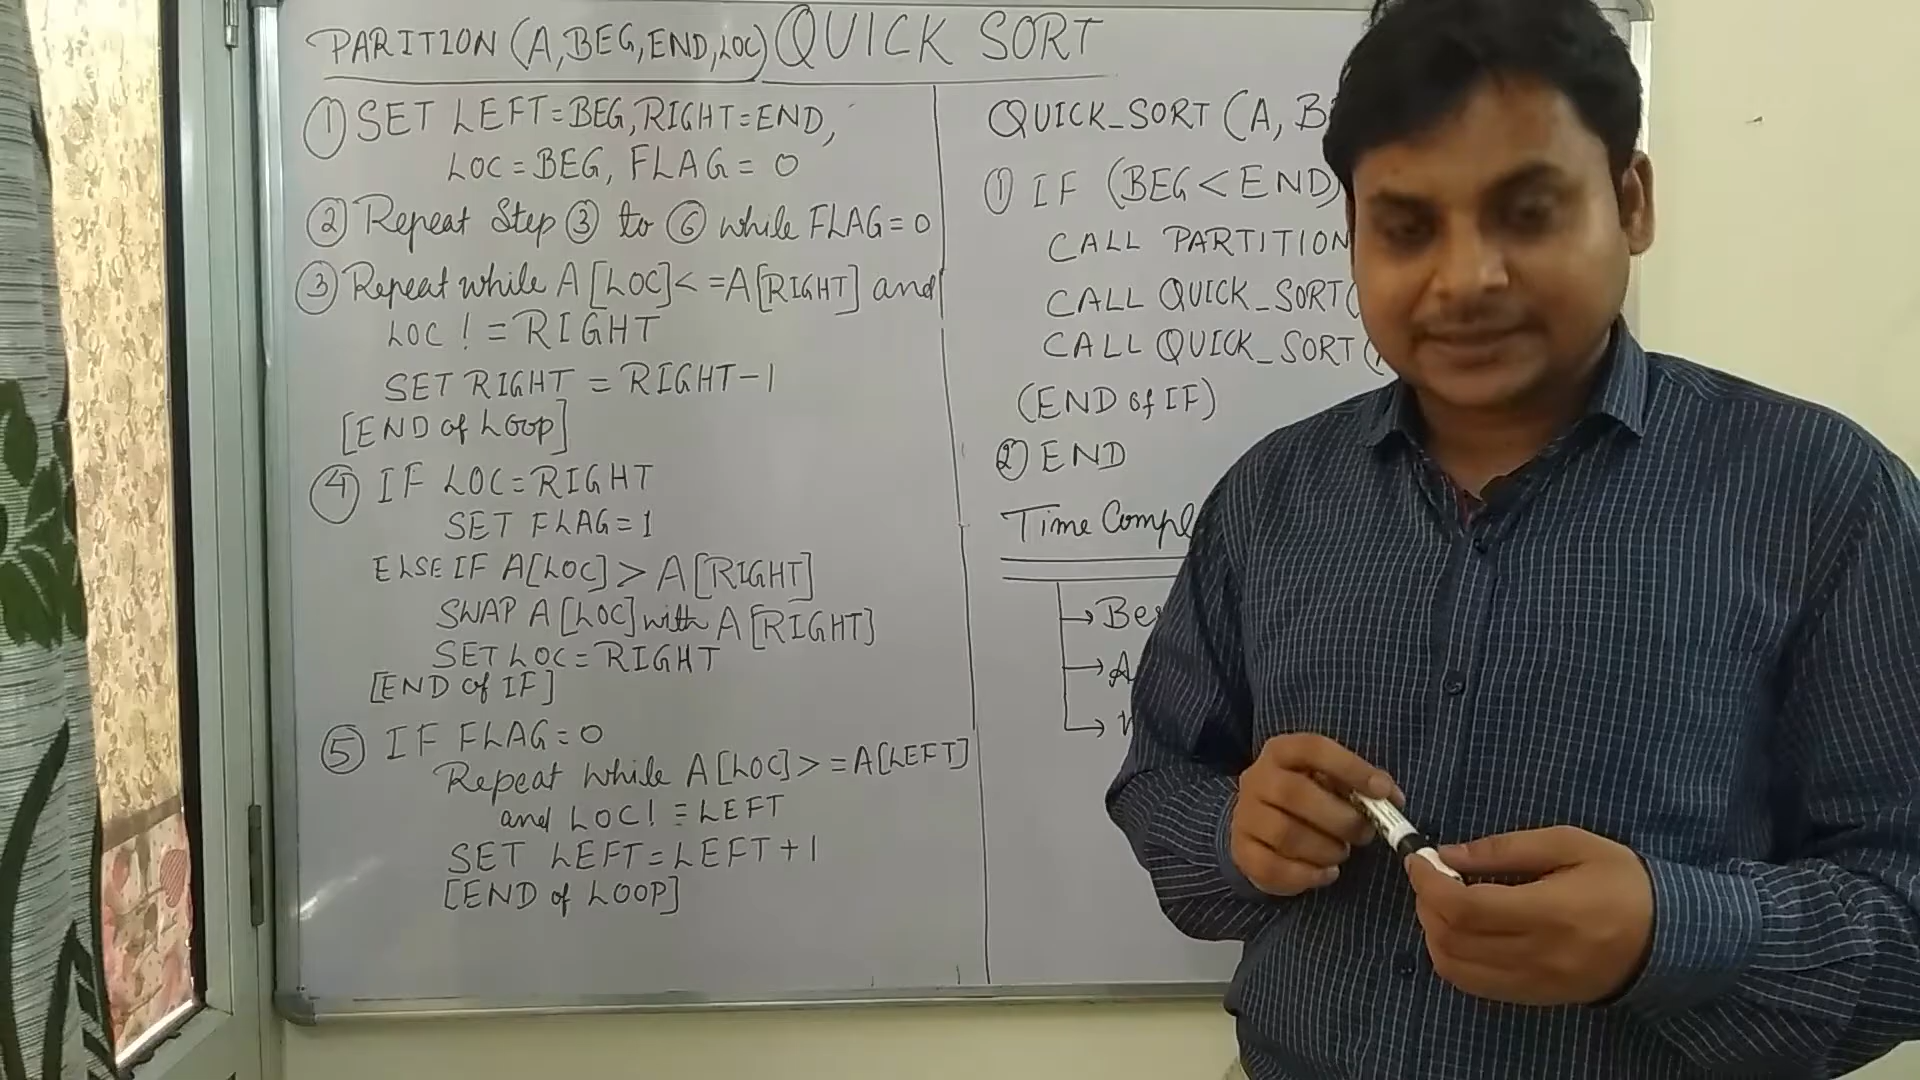 PARITION (A,BEG,END,LOC) QUICK SORT
① SET LEFT=BEG, RIGHT=END,
LOC=BEG, FLAG = 0
② Repeat Step ③ to ⑥ while FLAG=0
③ Repeat while A[LOC]< =A[RIGHT] and
LOC ! = RIGHT
SET RIGHT = RIGHT-1
[END of LOOP]
④ IF LOC=RIGHT
SET FLAG=1
ELSE IF A[LOC] > A[RIGHT]
SWAP A[LOC] with A[RIGHT]
SET LOC=RIGHT
[END of IF]
⑤ IF FLAG=0
Repeat while A[LOC]> =A[LEFT]
and LOC! = LEFT
SET LEFT=LEFT+1
[END of LOOP]
QUICK_SORT (A,
① IF (BEG < END)
CALL PARTITION
CALL QUICK_SORT(
CALL QUICK_SORT(
(END of IF)
② END
Time